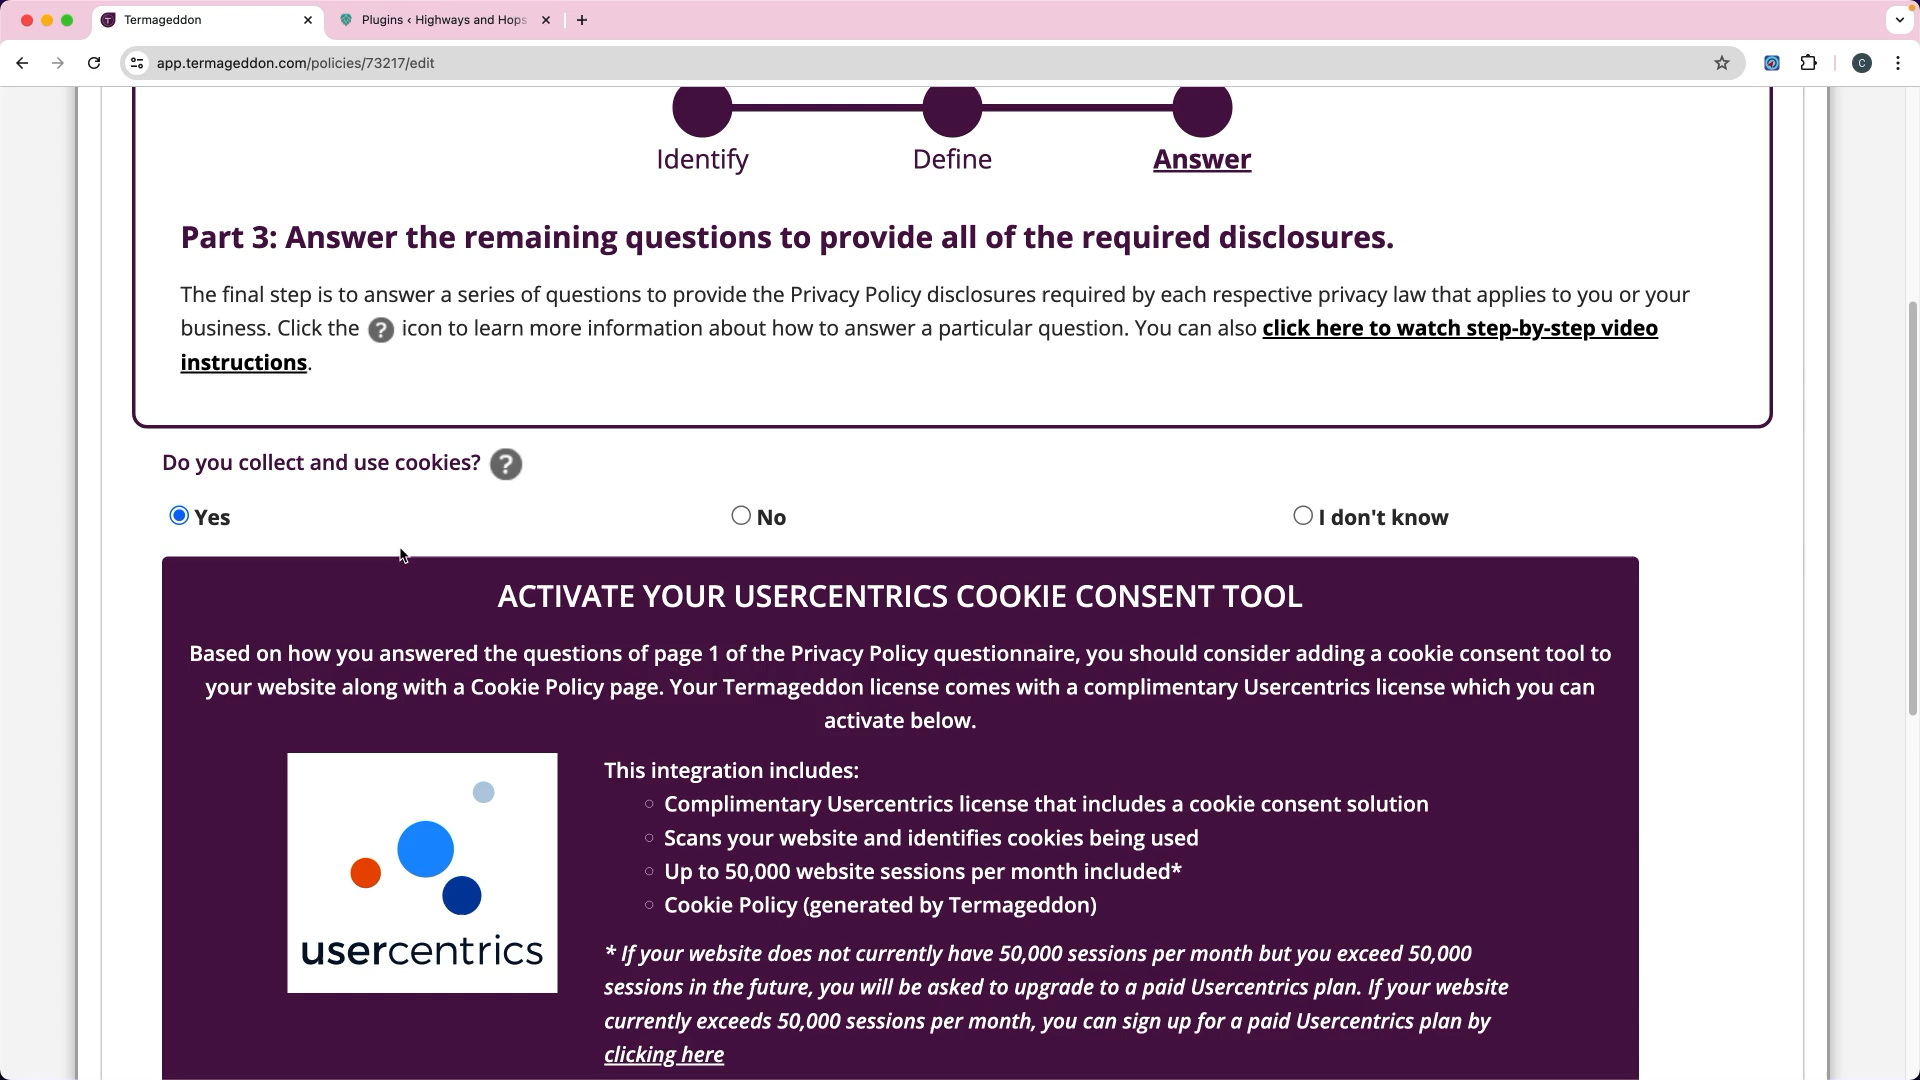 Termageddon
Plugins ‹ Highways and Hops
app.termageddon.com/policies/73217/edit
C
Identify
Define
Answer
Part 3: Answer the remaining questions to provide all of the required disclosures.
The final step is to answer a series of questions to provide the Privacy Policy disclosures required by each respective privacy law that applies to you or your
business. Click the ? icon to learn more information about how to answer a particular question. You can also click here to watch step-by-step video
instructions.
Do you collect and use cookies? ?
Yes
No
I don't know
ACTIVATE YOUR USERCENTRICS COOKIE CONSENT TOOL
Based on how you answered the questions of page 1 of the Privacy Policy questionnaire, you should consider adding a cookie consent tool to
your website along with a Cookie Policy page. Your Termageddon license comes with a complimentary Usercentrics license which you can
activate below.
usercentrics
This integration includes:
Complimentary Usercentrics license that includes a cookie consent solution
Scans your website and identifies cookies being used
Up to 50,000 website sessions per month included*
Cookie Policy (generated by Termageddon)
* If your website does not currently have 50,000 sessions per month but you exceed 50,000
sessions in the future, you will be asked to upgrade to a paid Usercentrics plan. If your website
currently exceeds 50,000 sessions per month, you can sign up for a paid Usercentrics plan by
clicking here